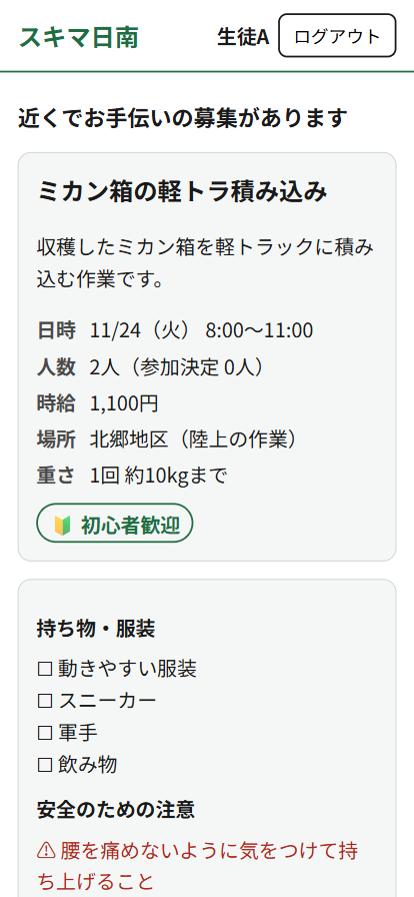 スキマ日南
生徒A ログアウト
近くでお手伝いの募集があります
ミカン箱の軽トラ積み込み
収穫したミカン箱を軽トラックに積み
込む作業です。
日時 11/24（火） 8:00〜11:00
人数 2人（参加決定 0人）
時給 1,100円
場所 北郷地区（陸上の作業）
重さ 1回 約10kgまで
🔰 初心者歓迎
持ち物・服装
☐ 動きやすい服装
☐ スニーカー
☐ 軍手
☐ 飲み物
安全のための注意
⚠ 腰を痛めないように気をつけて持
ち上げること